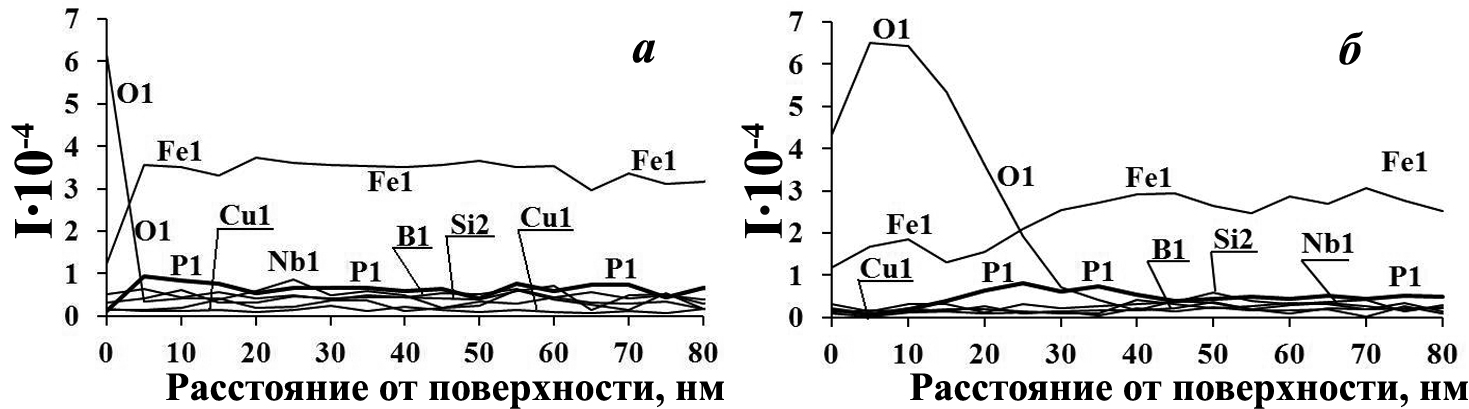 I·10-4
7
6
5
4
3
2
1
0
а
O1
Fe1
Fe1
Fe1
O1
Cu1
P1
Nb1
P1
B1
Si2
Cu1
P1
0 10 20 30 40 50 60 70 80
Расстояние от поверхности, нм
I·10-4
7
6
5
4
3
2
1
0
б
O1
O1
Fe1
Fe1
Fe1
Cu1
P1
P1
B1
Si2
Nb1
P1
0 10 20 30 40 50 60 70 80
Расстояние от поверхности, нм